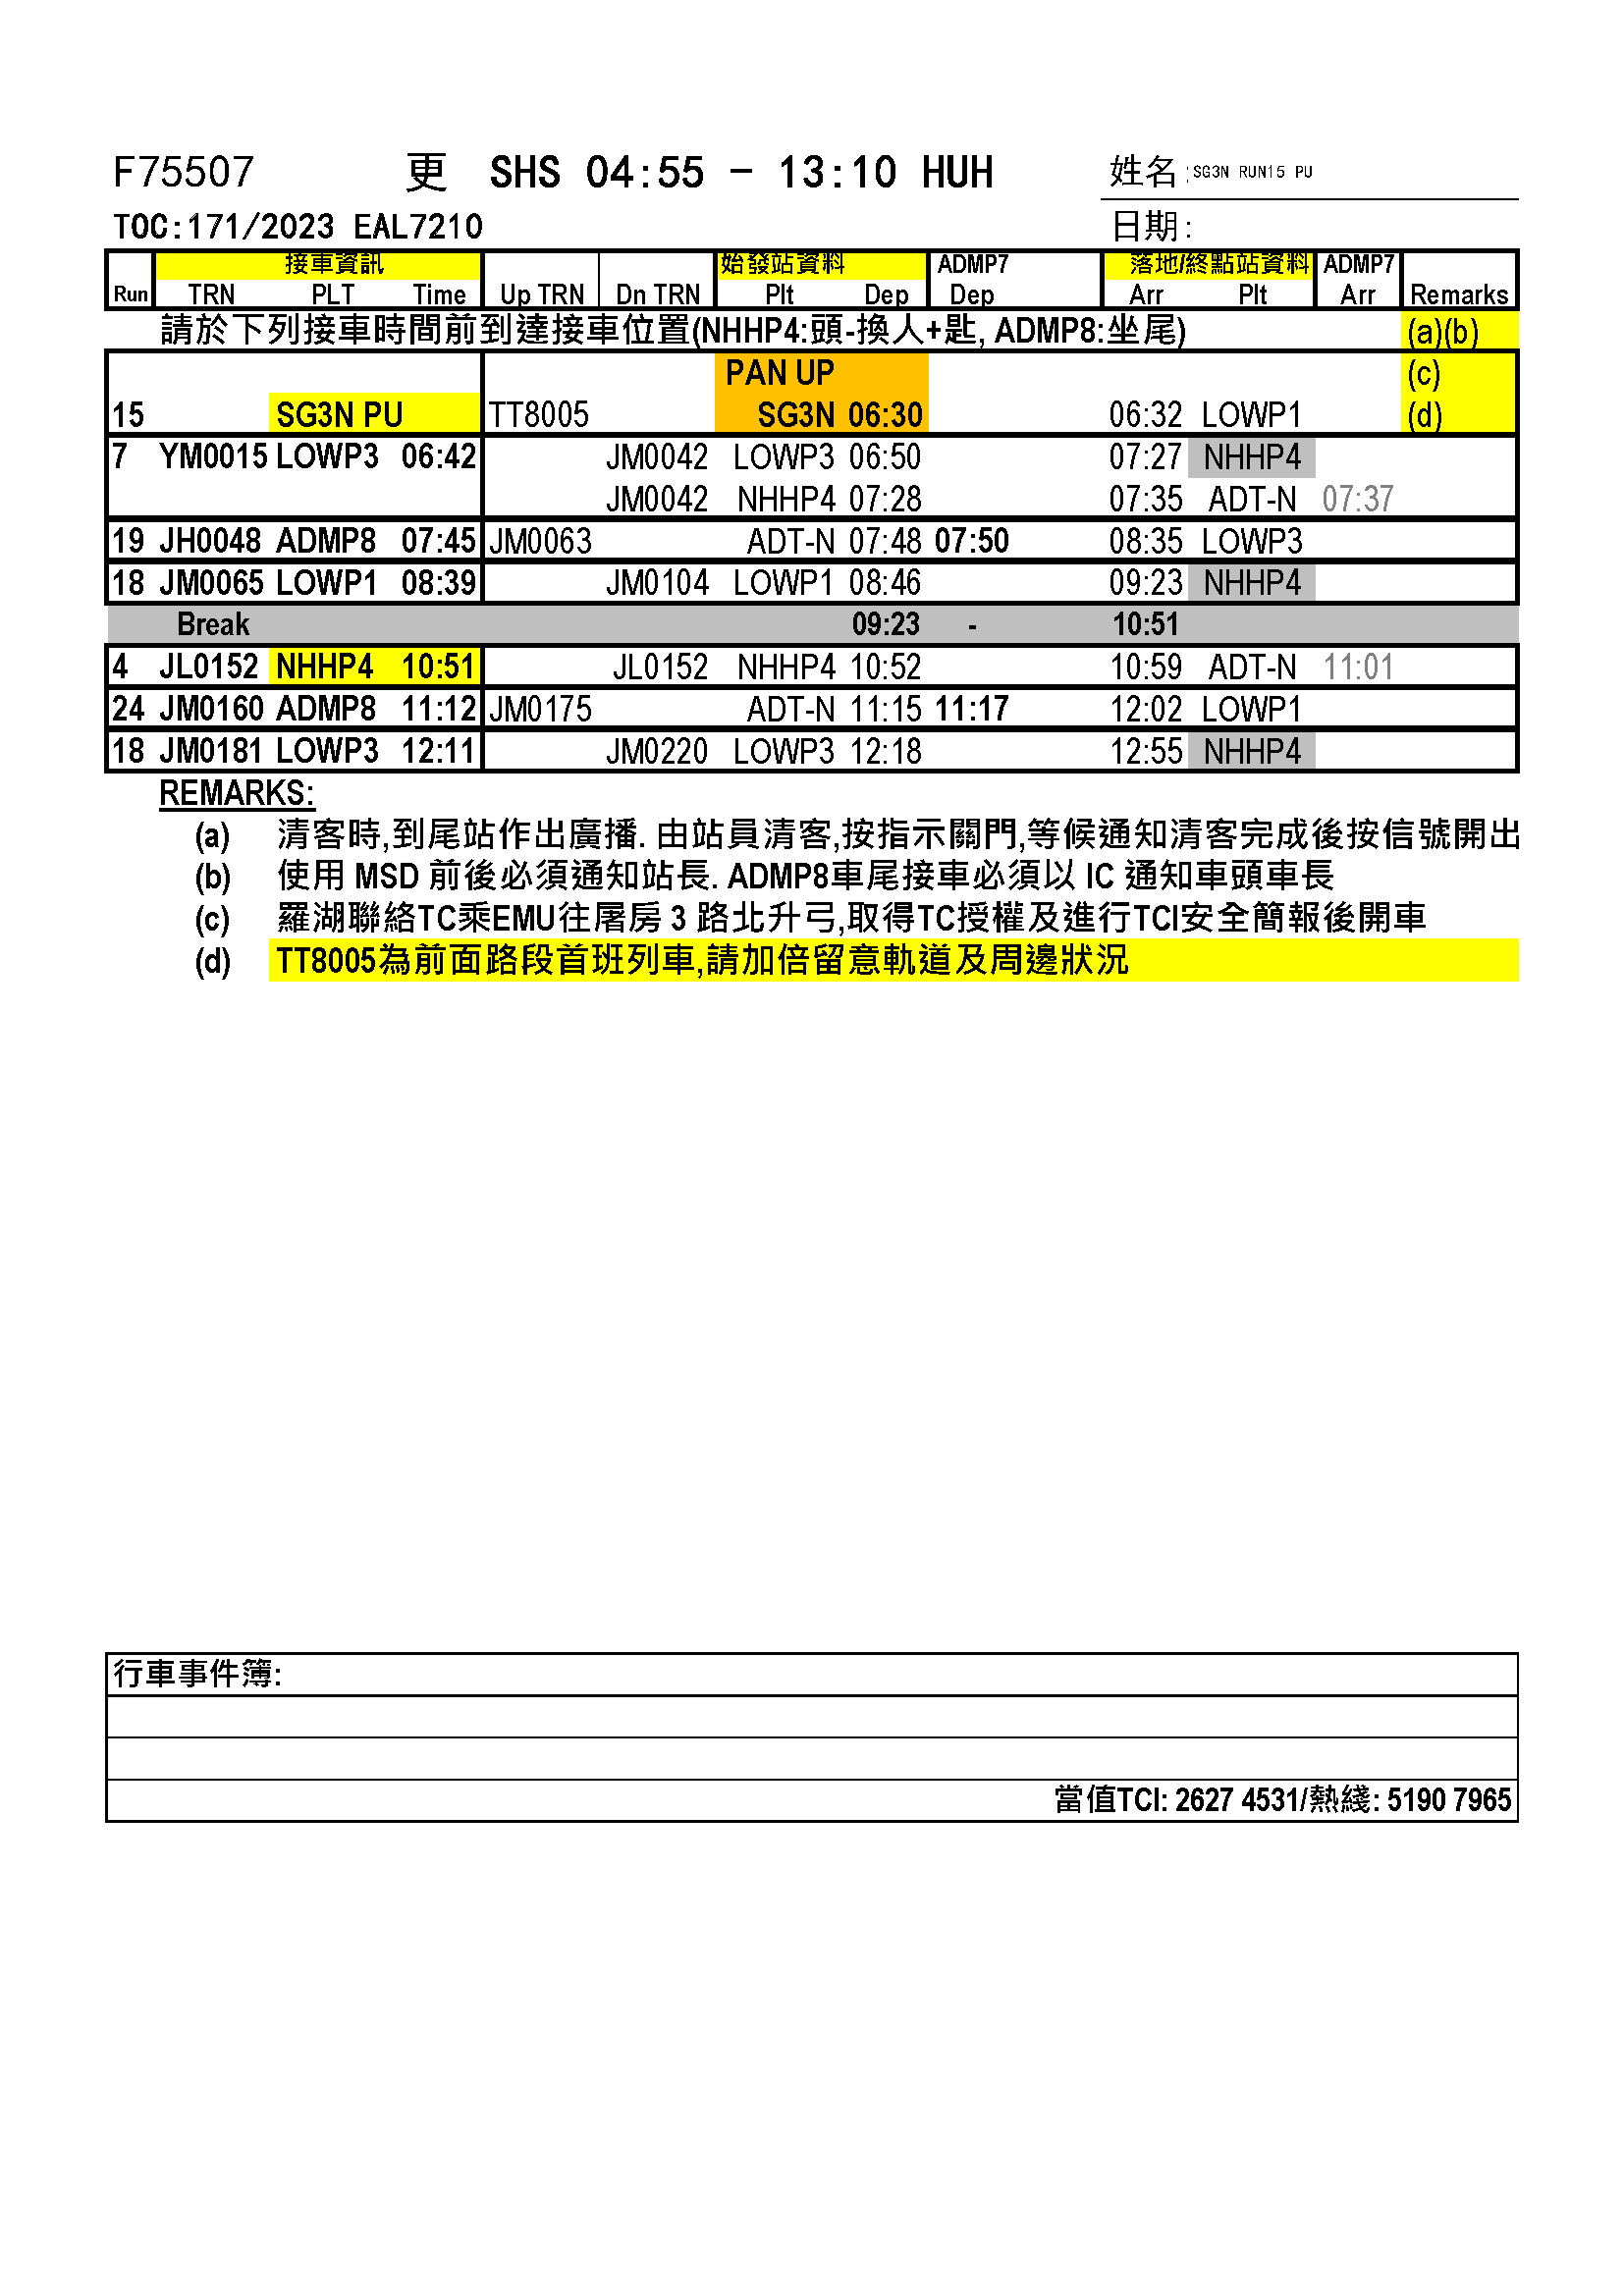 F75507 更 SHS 04:55 - 13:10 HUH 姓名:SG3N RUN15 PU
TOC:171/2023 EAL7210 日期:
接車資訊 始發站資料 ADMP7 落地/終點站資料 ADMP7
Run TRN PLT Time Up TRN Dn TRN Plt Dep Dep Arr Plt Arr Remarks
請於下列接車時間前到達接車位置(NHHP4:頭-換人+匙, ADMP8:坐尾) (a)(b)
PAN UP (c)
15 SG3N PU TT8005 SG3N 06:30 06:32 LOWP1 (d)
7 YM0015 LOWP3 06:42 JM0042 LOWP3 06:50 07:27 NHHP4
JM0042 NHHP4 07:28 07:35 ADT-N 07:37
19 JH0048 ADMP8 07:45 JM0063 ADT-N 07:48 07:50 08:35 LOWP3
18 JM0065 LOWP1 08:39 JM0104 LOWP1 08:46 09:23 NHHP4
Break 09:23 - 10:51
4 JL0152 NHHP4 10:51 JL0152 NHHP4 10:52 10:59 ADT-N 11:01
24 JM0160 ADMP8 11:12 JM0175 ADT-N 11:15 11:17 12:02 LOWP1
18 JM0181 LOWP3 12:11 JM0220 LOWP3 12:18 12:55 NHHP4
REMARKS:
(a) 清客時,到尾站作出廣播. 由站員清客,按指示關門,等候通知清客完成後按信號開出
(b) 使用 MSD 前後必須通知站長. ADMP8車尾接車必須以 IC 通知車頭車長
(c) 羅湖聯絡TC乘EMU往屠房 3 路北升弓,取得TC授權及進行TCI安全簡報後開車
(d) TT8005為前面路段首班列車,請加倍留意軌道及周邊狀況
行車事件簿:
當值TCI: 2627 4531/熱綫: 5190 7965